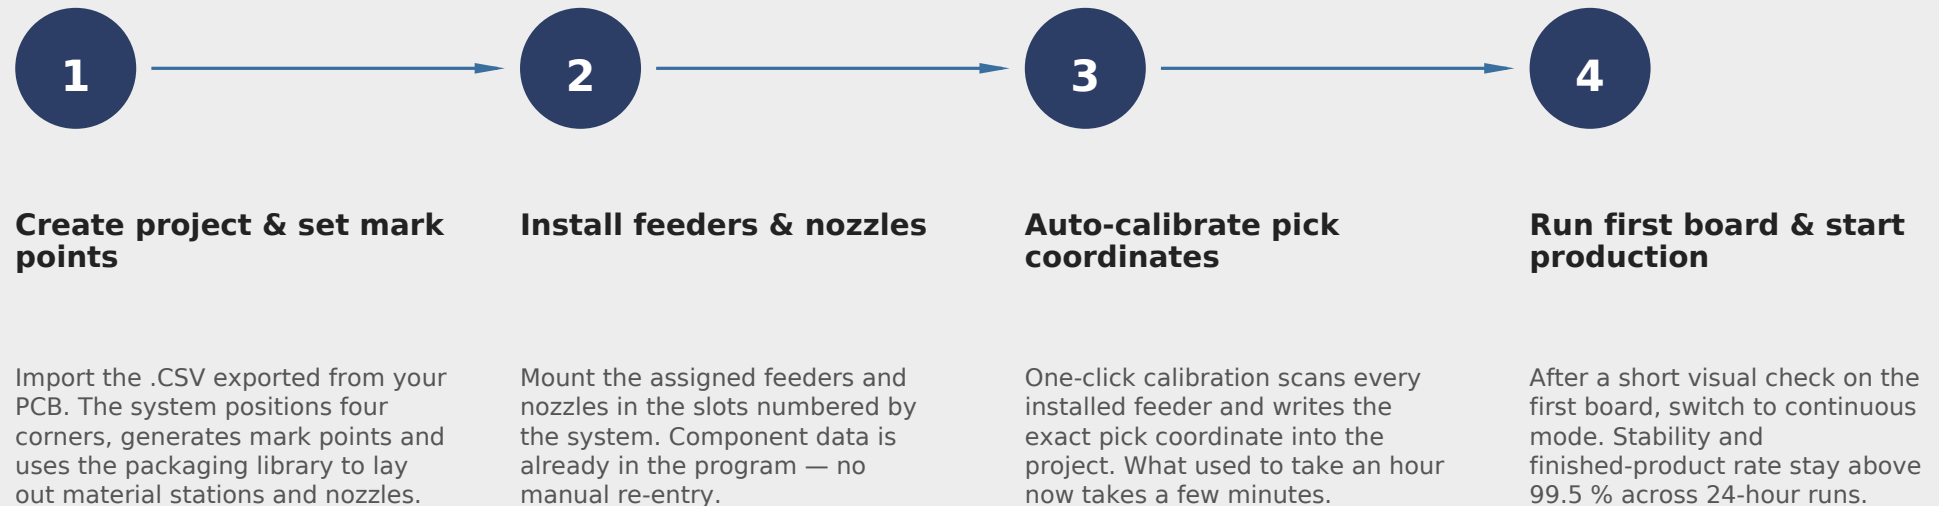 1
2
3
4
Create project & set mark
points
Install feeders & nozzles
Auto-calibrate pick
coordinates
Run first board & start
production
Import the .CSV exported from your
PCB. The system positions four
corners, generates mark points and
uses the packaging library to lay
out material stations and nozzles.
Mount the assigned feeders and
nozzles in the slots numbered by
the system. Component data is
already in the program — no
manual re-entry.
One-click calibration scans every
installed feeder and writes the
exact pick coordinate into the
project. What used to take an hour
now takes a few minutes.
After a short visual check on the
first board, switch to continuous
mode. Stability and
finished-product rate stay above
99.5 % across 24-hour runs.